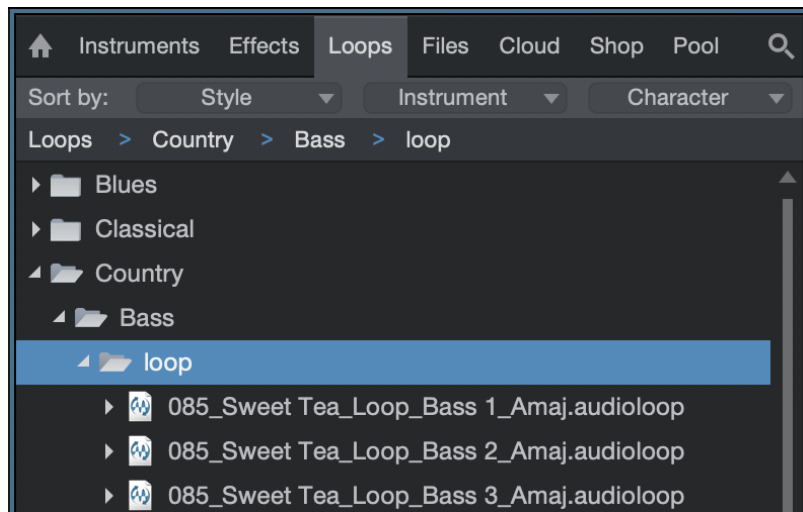 Instruments Effects Loops Files Cloud Shop Pool
Sort by: Style Instrument Character
Loops > Country > Bass > loop
Blues
Classical
Country
Bass
loop
085_Sweet Tea_Loop_Bass 1_Amaj.audioloop
085_Sweet Tea_Loop_Bass 2_Amaj.audioloop
085_Sweet Tea_Loop_Bass 3_Amaj.audioloop